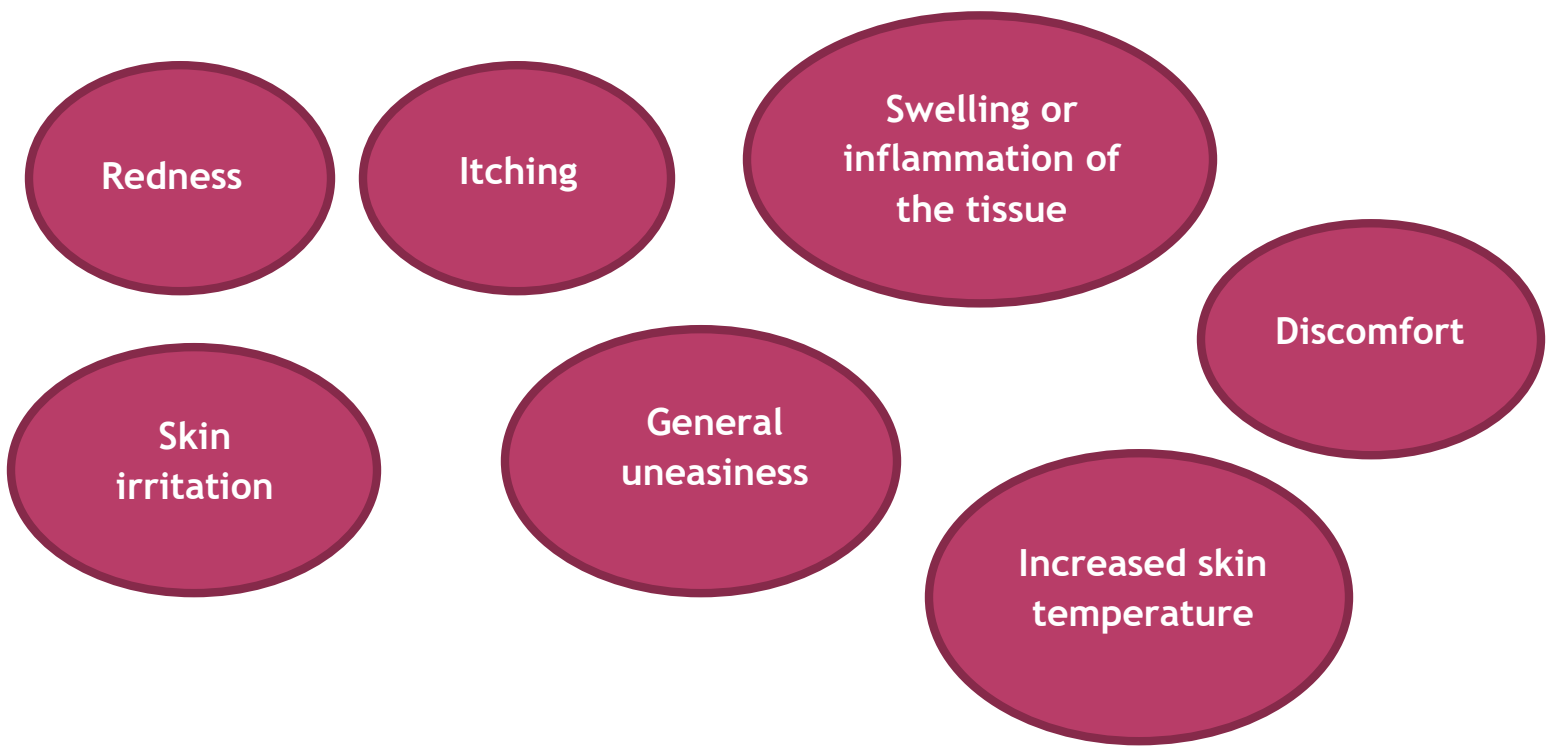 Redness
Itching
Swelling or
inflammation of
the tissue
Discomfort
Skin
irritation
General
uneasiness
Increased skin
temperature